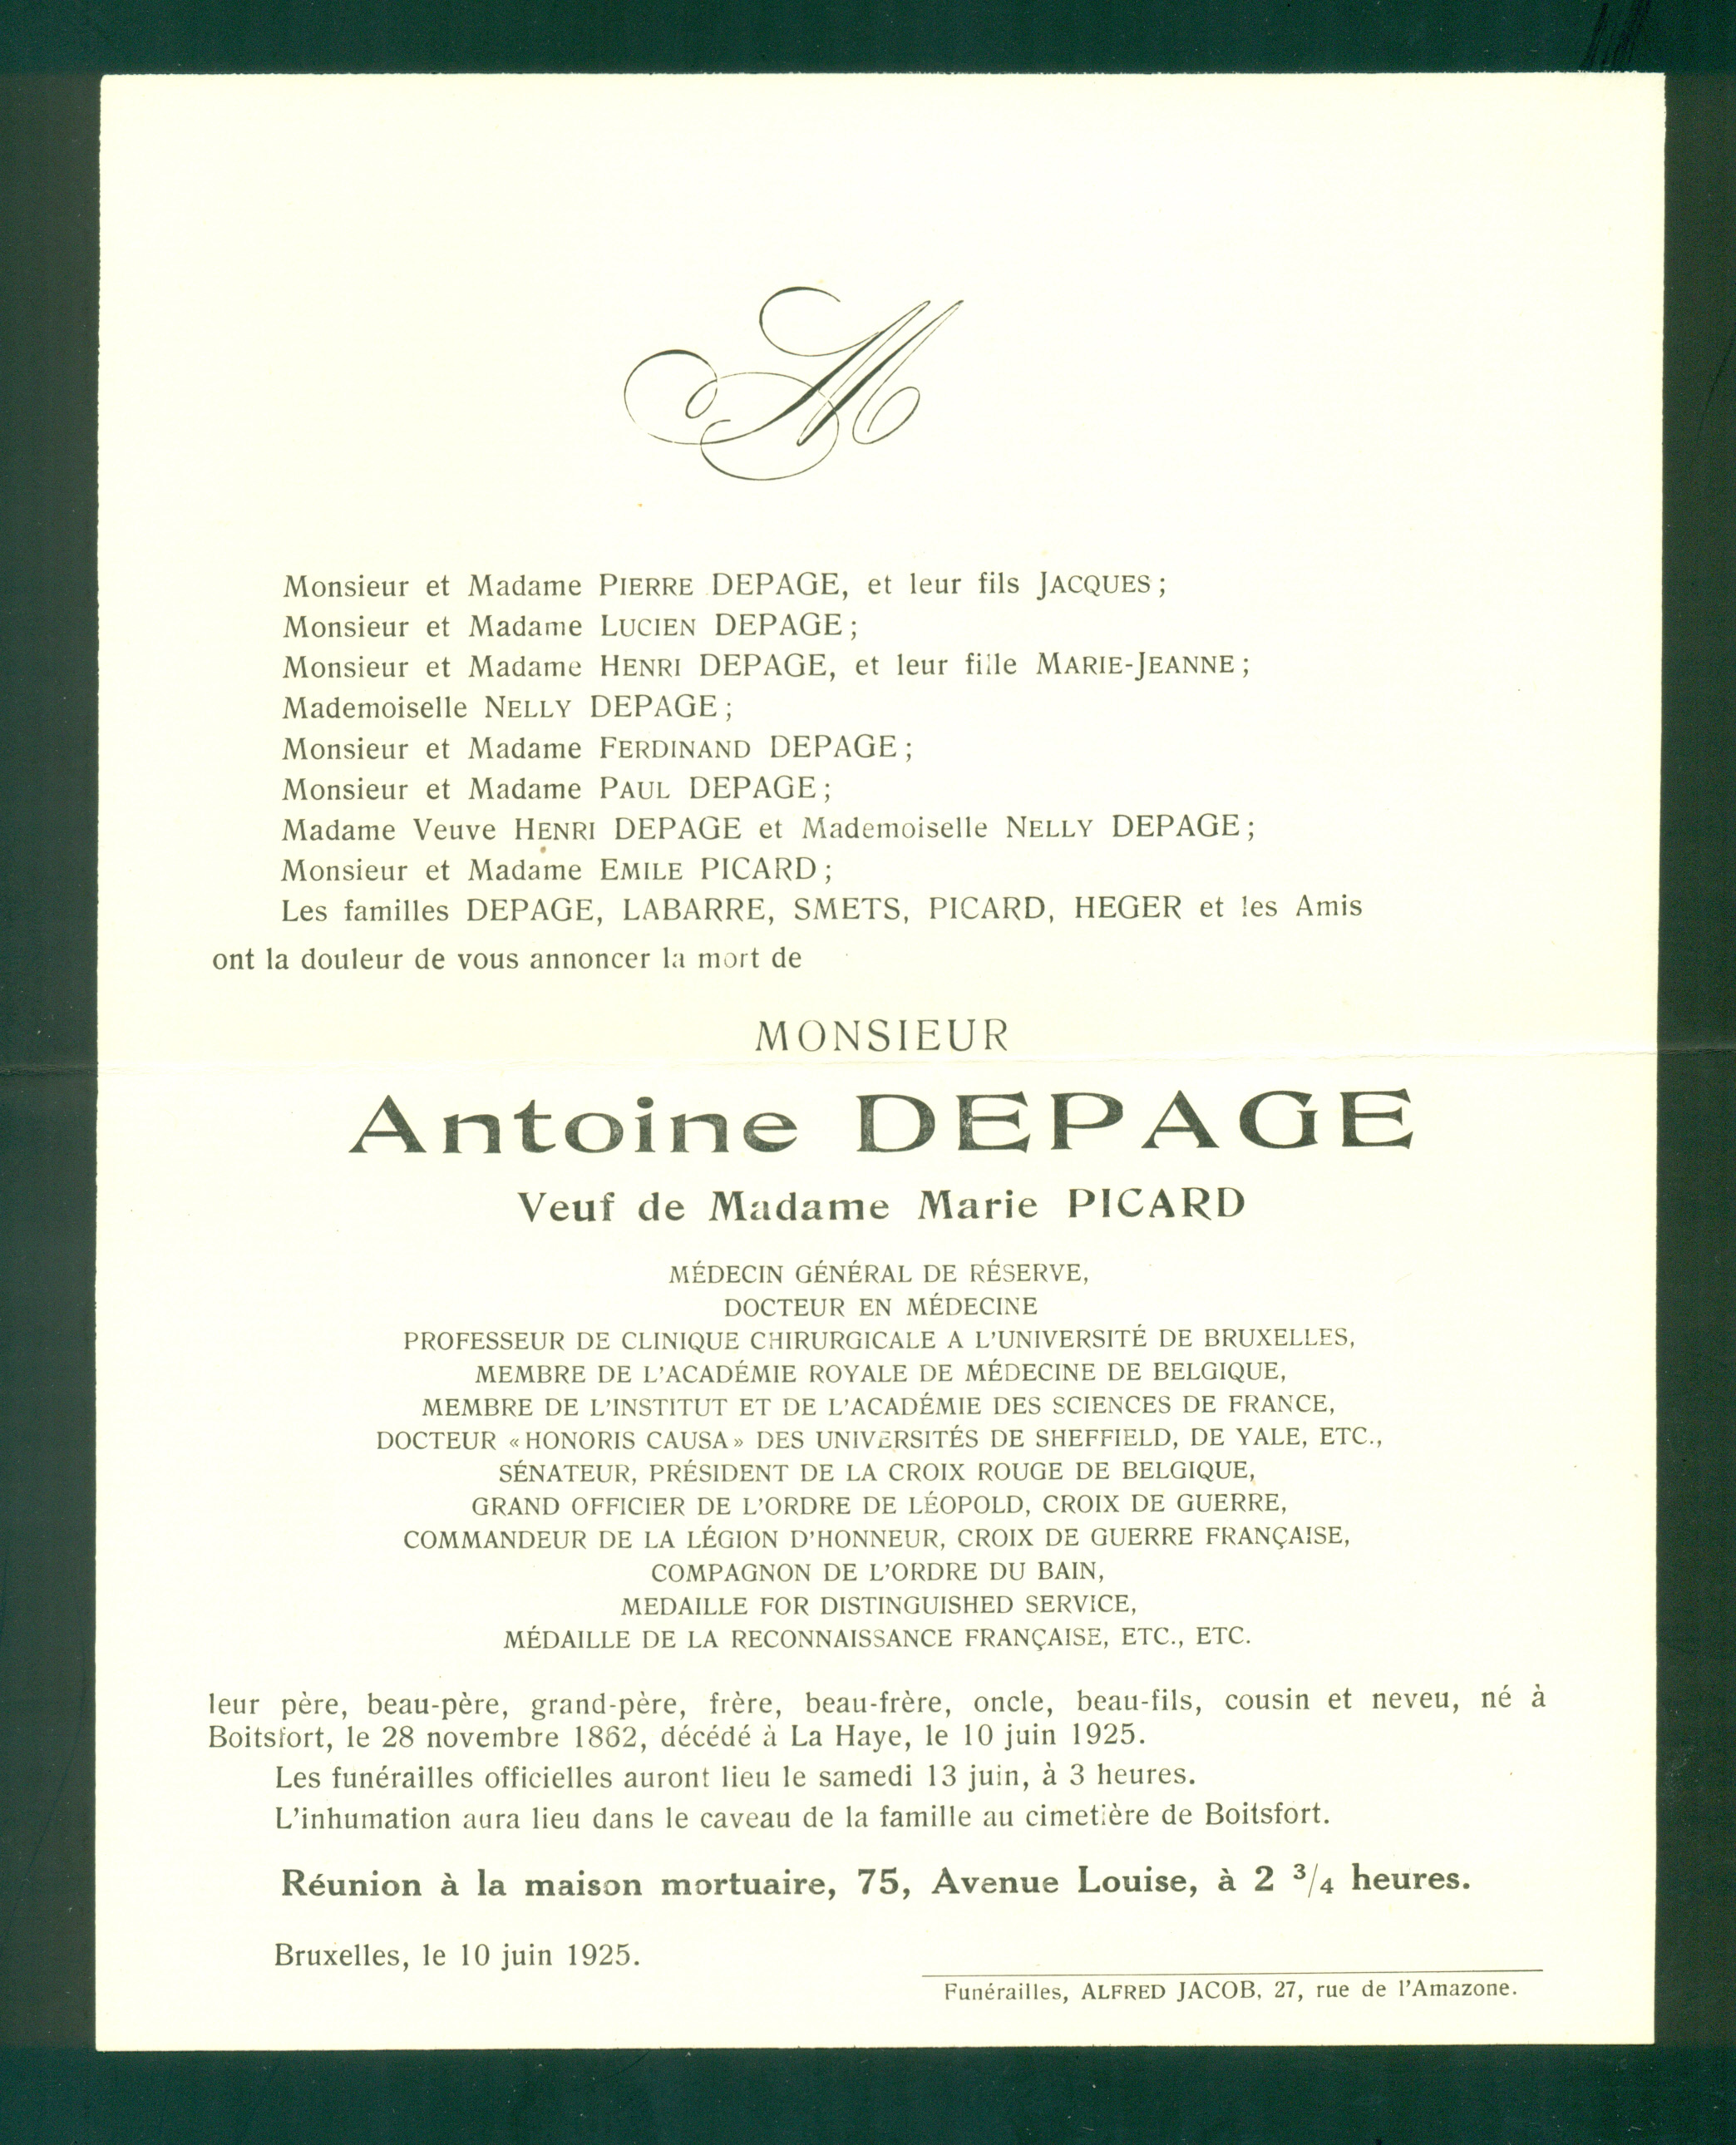 M
Monsieur et Madame PIERRE DEPAGE, et leur fils JACQUES ;
Monsieur et Madame LUCIEN DEPAGE ;
Monsieur et Madame HENRI DEPAGE, et leur fille MARIE-JEANNE ;
Mademoiselle NELLY DEPAGE ;
Monsieur et Madame FERDINAND DEPAGE ;
Monsieur et Madame PAUL DEPAGE ;
Madame Veuve HENRI DEPAGE et Mademoiselle NELLY DEPAGE ;
Monsieur et Madame EMILE PICARD ;
Les familles DEPAGE, LABARRE, SMETS, PICARD, HEGER et les Amis
ont la douleur de vous annoncer la mort de
MONSIEUR
Antoine DEPAGE
Veuf de Madame Marie PICARD
MÉDECIN GÉNÉRAL DE RÉSERVE,
DOCTEUR EN MÉDECINE
PROFESSEUR DE CLINIQUE CHIRURGICALE A L'UNIVERSITÉ DE BRUXELLES,
MEMBRE DE L'ACADÉMIE ROYALE DE MÉDECINE DE BELGIQUE,
MEMBRE DE L'INSTITUT ET DE L'ACADÉMIE DES SCIENCES DE FRANCE,
DOCTEUR «HONORIS CAUSA» DES UNIVERSITÉS DE SHEFFIELD, DE YALE, ETC.,
SÉNATEUR, PRÉSIDENT DE LA CROIX ROUGE DE BELGIQUE,
GRAND OFFICIER DE L'ORDRE DE LÉOPOLD, CROIX DE GUERRE,
COMMANDEUR DE LA LÉGION D'HONNEUR, CROIX DE GUERRE FRANÇAISE,
COMPAGNON DE L'ORDRE DU BAIN,
MEDAILLE FOR DISTINGUISHED SERVICE,
MÉDAILLE DE LA RECONNAISSANCE FRANÇAISE, ETC., ETC.
leur père, beau-père, grand-père, frère, beau-frère, oncle, beau-fils, cousin et neveu, né à
Boitsfort, le 28 novembre 1862, décédé à La Haye, le 10 juin 1925.
Les funérailles officielles auront lieu le samedi 13 juin, à 3 heures.
L'inhumation aura lieu dans le caveau de la famille au cimetière de Boitsfort.
Réunion à la maison mortuaire, 75, Avenue Louise, à 2 3/4 heures.
Bruxelles, le 10 juin 1925.
Funérailles, ALFRED JACOB, 27, rue de l'Amazone.